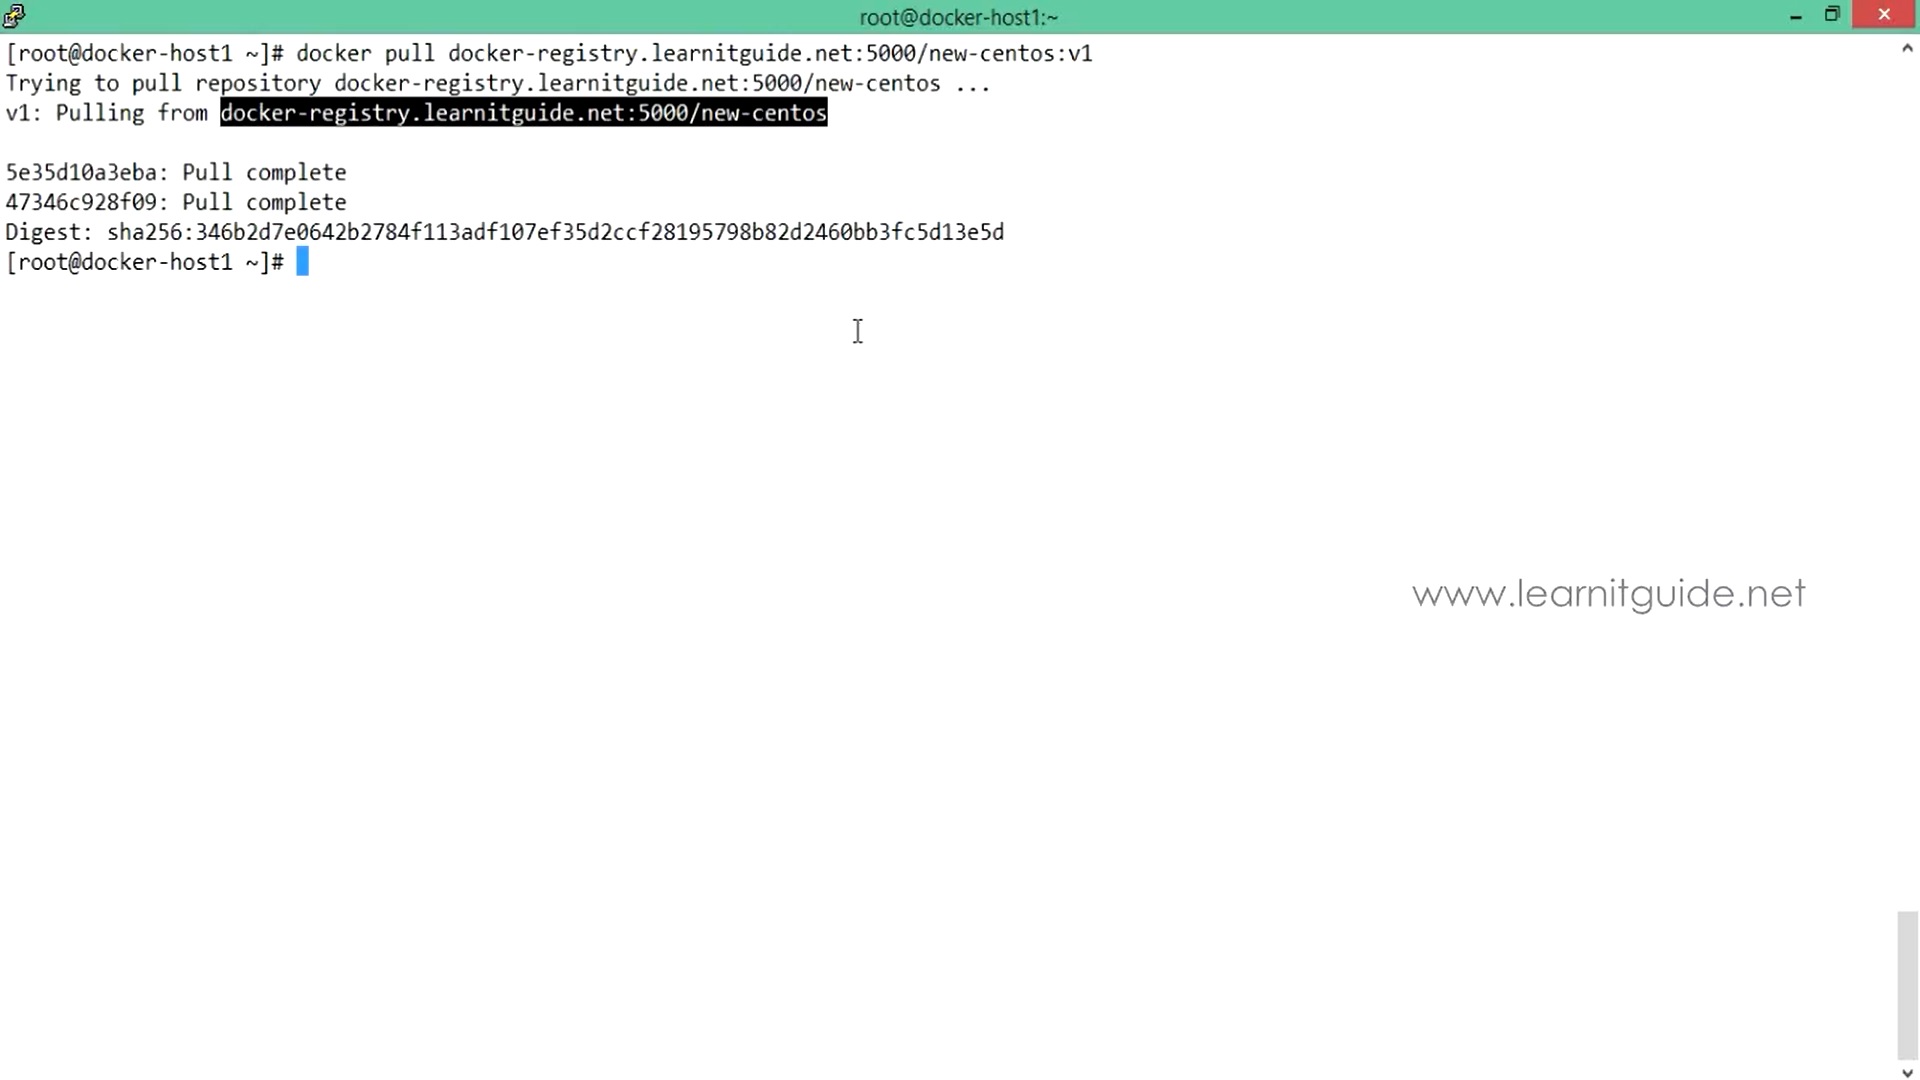 root@docker-host1:~
[root@docker-host1 ~]# docker pull docker-registry.learnitguide.net:5000/new-centos:v1
Trying to pull repository docker-registry.learnitguide.net:5000/new-centos ...
v1: Pulling from docker-registry.learnitguide.net:5000/new-centos
5e35d10a3eba: Pull complete
47346c928f09: Pull complete
Digest: sha256:346b2d7e0642b2784f113adf107ef35d2ccf28195798b82d2460bb3fc5d13e5d
[root@docker-host1 ~]#
www.learnitguide.net